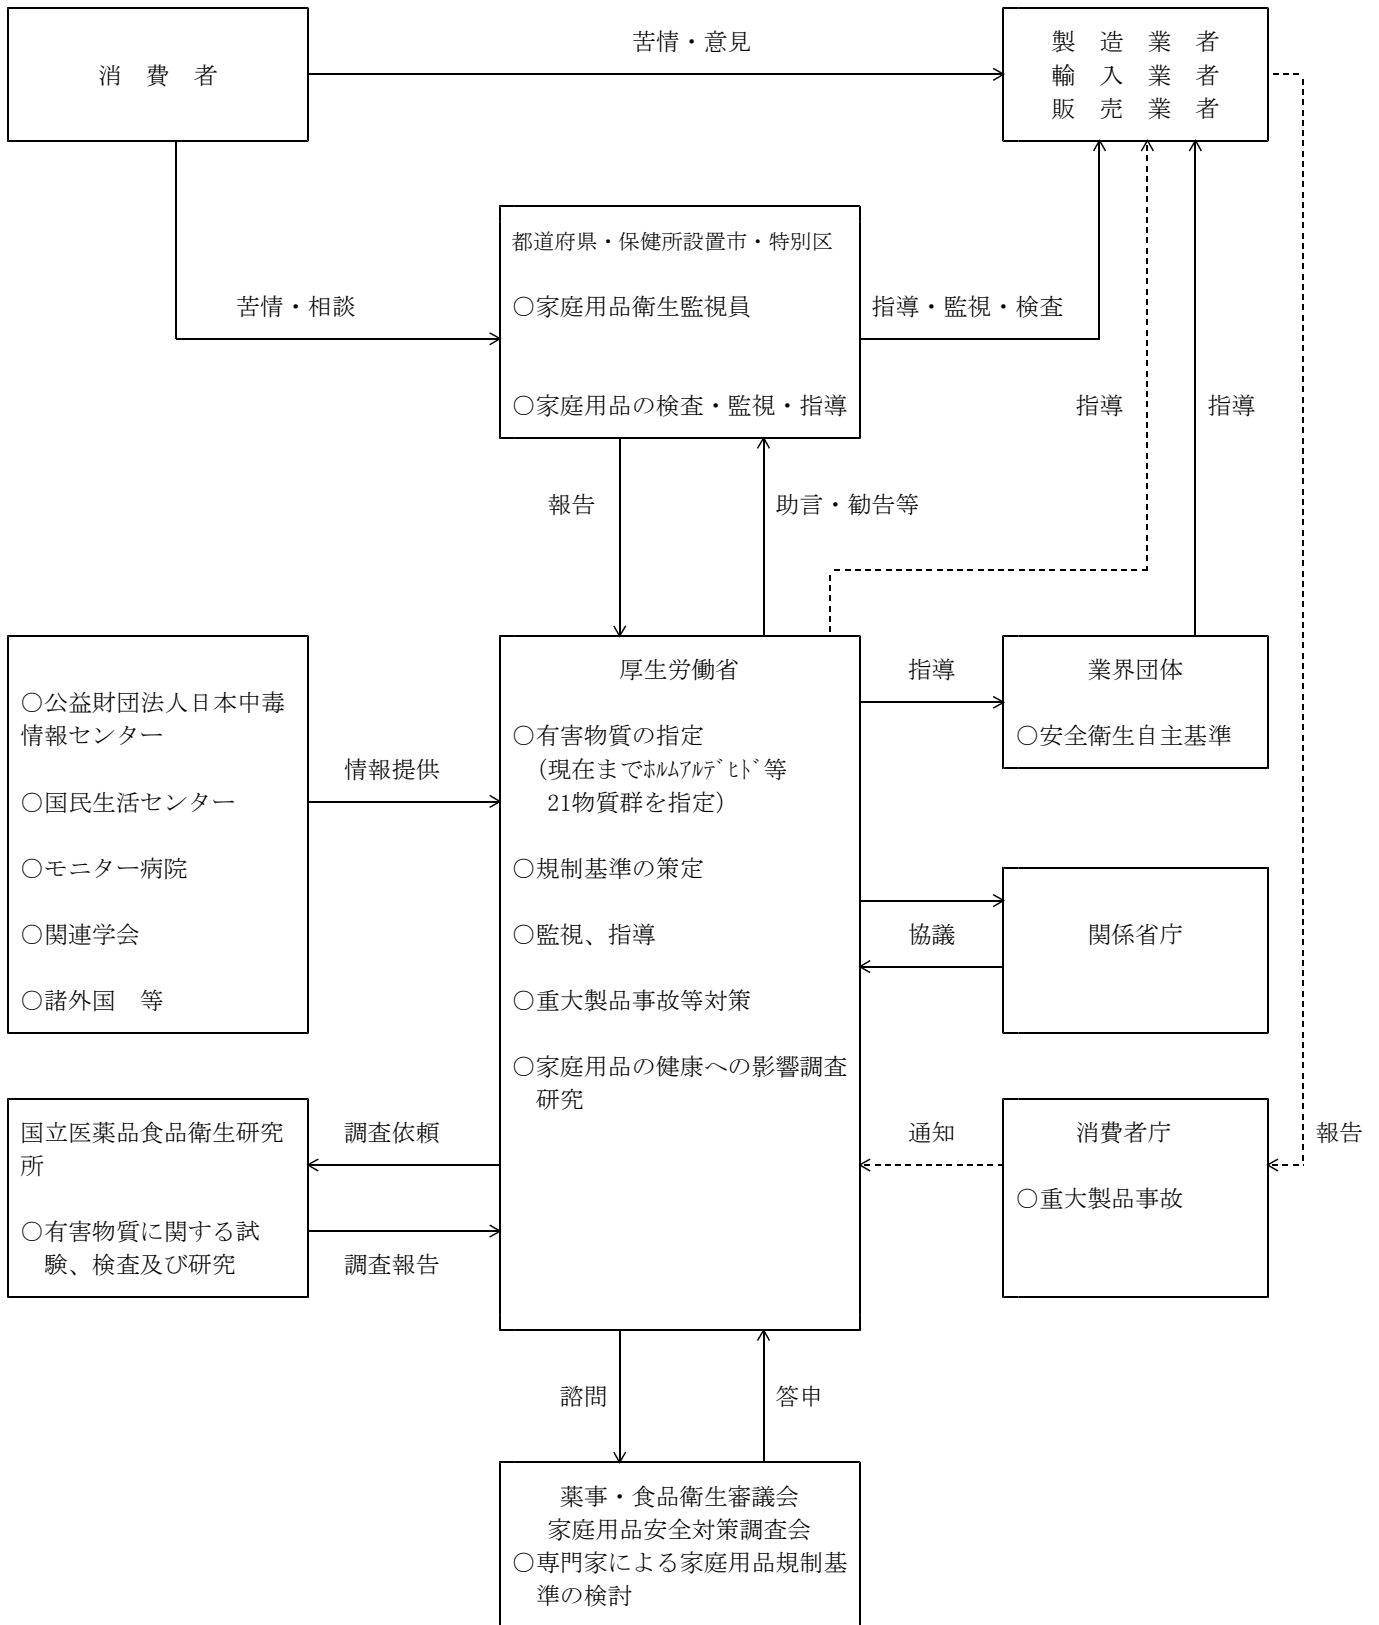 苦情・意見
消　費　者
製　造　業　者
輸　入　業　者
販　売　業　者
都道府県・保健所設置市・特別区
苦情・相談
○家庭用品衛生監視員
指導・監視・検査
○家庭用品の検査・監視・指導
指導
指導
報告
助言・勧告等
○公益財団法人日本中毒
情報センター
○国民生活センター
○モニター病院
○関連学会
○諸外国　等
情報提供
厚生労働省
○有害物質の指定
（現在までﾎﾙﾑｱﾙﾃﾞﾋﾄﾞ等
21物質群を指定）
○規制基準の策定
○監視、指導
○重大製品事故等対策
○家庭用品の健康への影響調査
研究
指導
業界団体
○安全衛生自主基準
協議
関係省庁
国立医薬品食品衛生研究
所
○有害物質に関する試
験、検査及び研究
調査依頼
調査報告
通知
消費者庁
○重大製品事故
報告
諮問
答申
薬事・食品衛生審議会
家庭用品安全対策調査会
○専門家による家庭用品規制基
準の検討